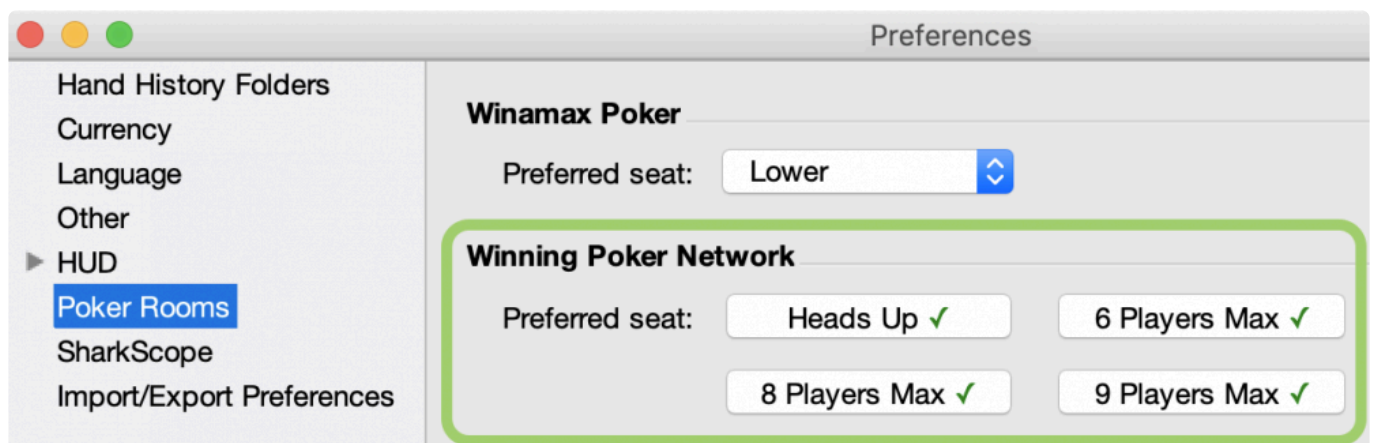 Preferences
Hand History Folders
Currency
Language
Other
HUD
Poker Rooms
SharkScope
Import/Export Preferences
Winamax Poker
Preferred seat: Lower
Winning Poker Network
Preferred seat: Heads Up ✓ 6 Players Max ✓
8 Players Max ✓ 9 Players Max ✓